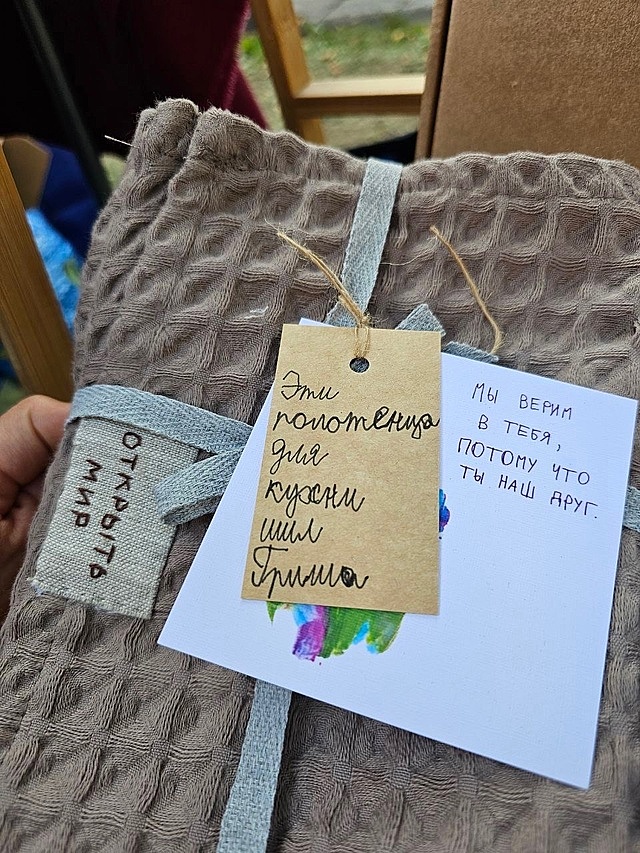 Эти
полотенца
для
кухни
шил
Гриша
МЫ ВЕРИМ
В ТЕБЯ,
ПОТОМУ ЧТО
ТЫ НАШ ДРУГ.
ОТКРЫТЬ
МИР